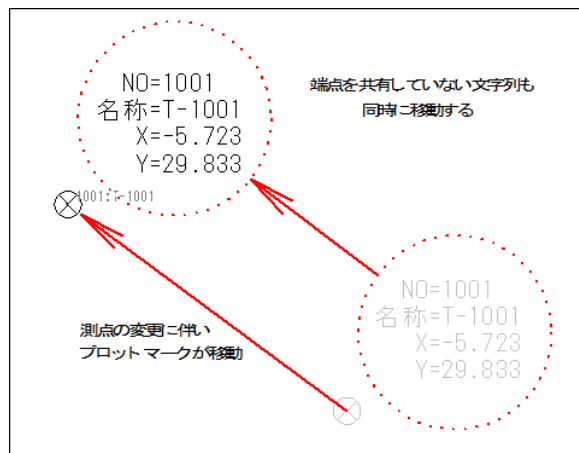 NO=1001
名称=T-1001
X=-5.723
Y=29.833
端点を共有していない文字列も
同時に移動する
1001:T-1001
NO=1001
名称=T-1001
X=-5.723
Y=29.833
測点の変更に伴い
プロットマークが移動